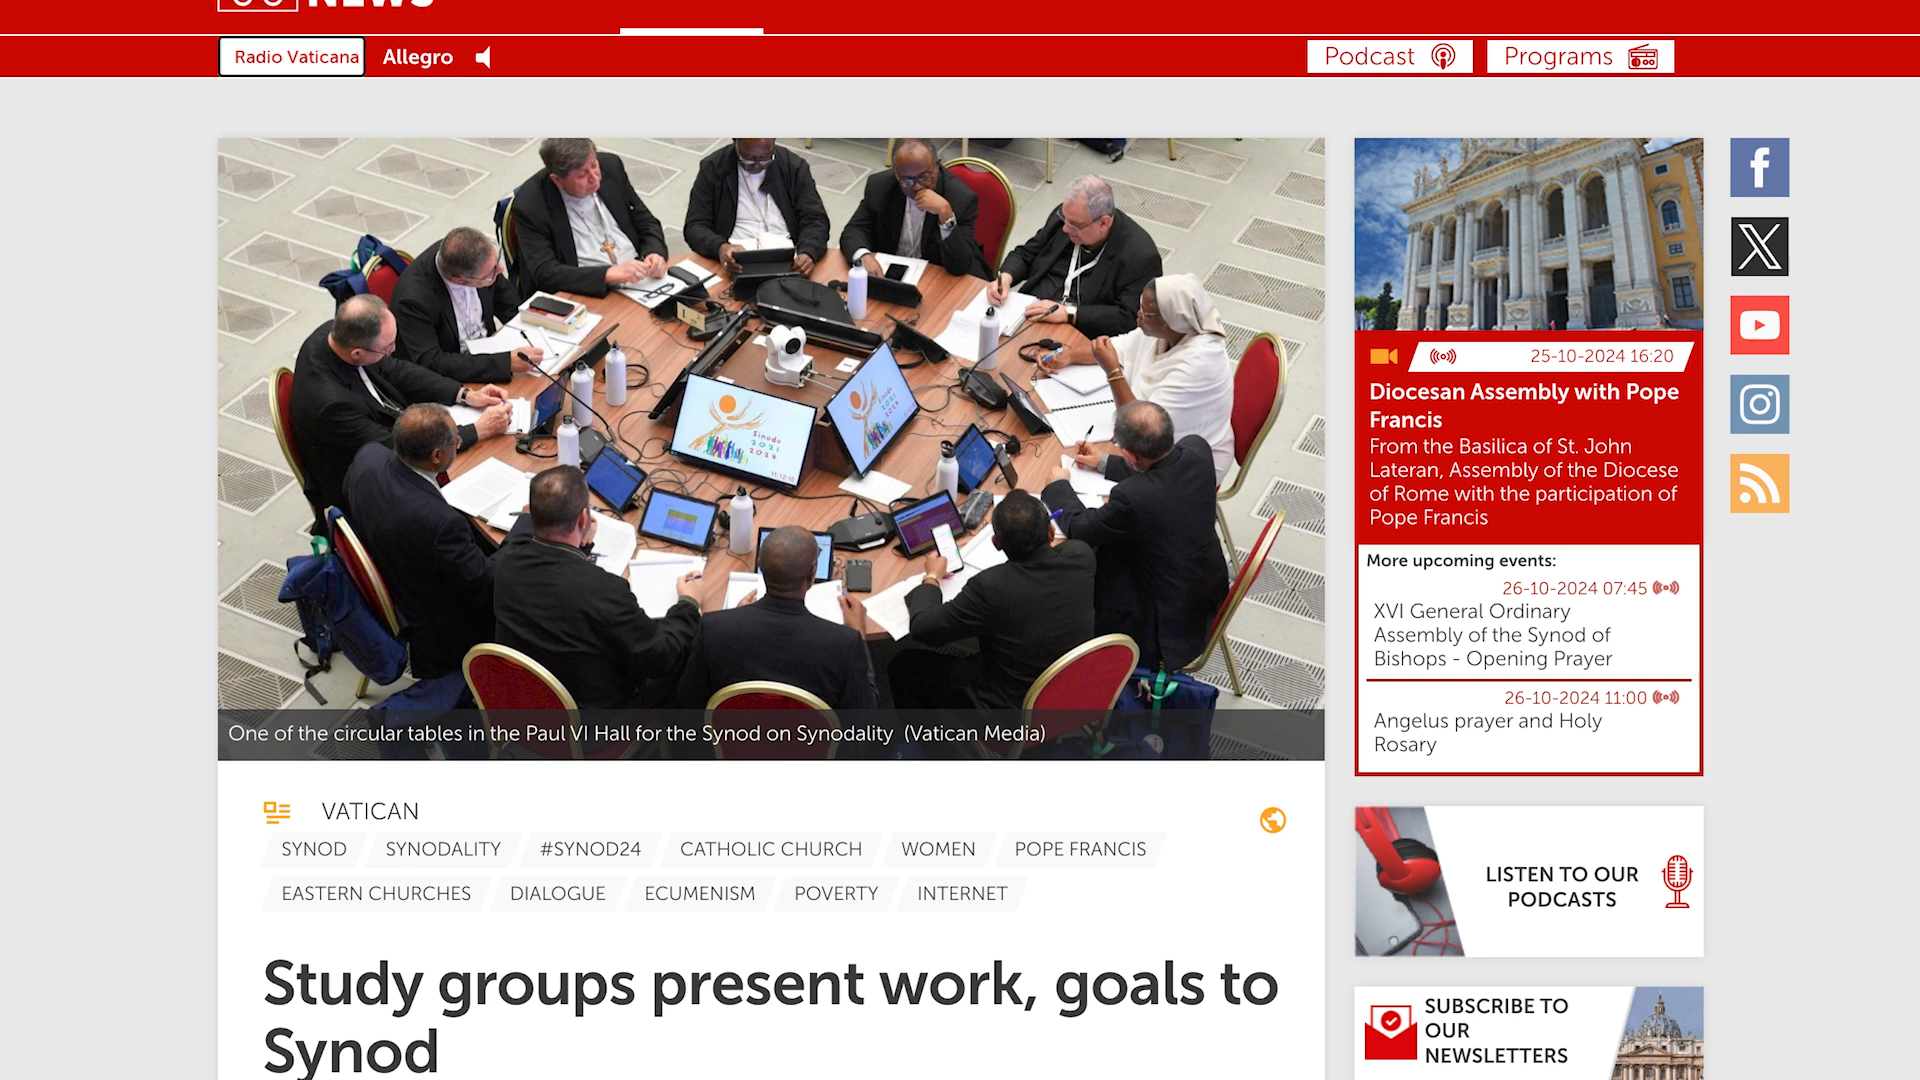 NEWS
Radio Vaticana
Allegro
Podcast
Programs
Sinodo
2021
2024
One of the circular tables in the Paul VI Hall for the Synod on Synodality (Vatican Media)
VATICAN
SYNOD
SYNODALITY
#SYNOD24
CATHOLIC CHURCH
WOMEN
POPE FRANCIS
EASTERN CHURCHES
DIALOGUE
ECUMENISM
POVERTY
INTERNET
Study groups present work, goals to
Synod
25-10-2024 16:20
Diocesan Assembly with Pope
Francis
From the Basilica of St. John
Lateran, Assembly of the Diocese
of Rome with the participation of
Pope Francis
More upcoming events:
26-10-2024 07:45
XVI General Ordinary
Assembly of the Synod of
Bishops - Opening Prayer
26-10-2024 11:00
Angelus prayer and Holy
Rosary
LISTEN TO OUR
PODCASTS
SUBSCRIBE TO
OUR
NEWSLETTERS